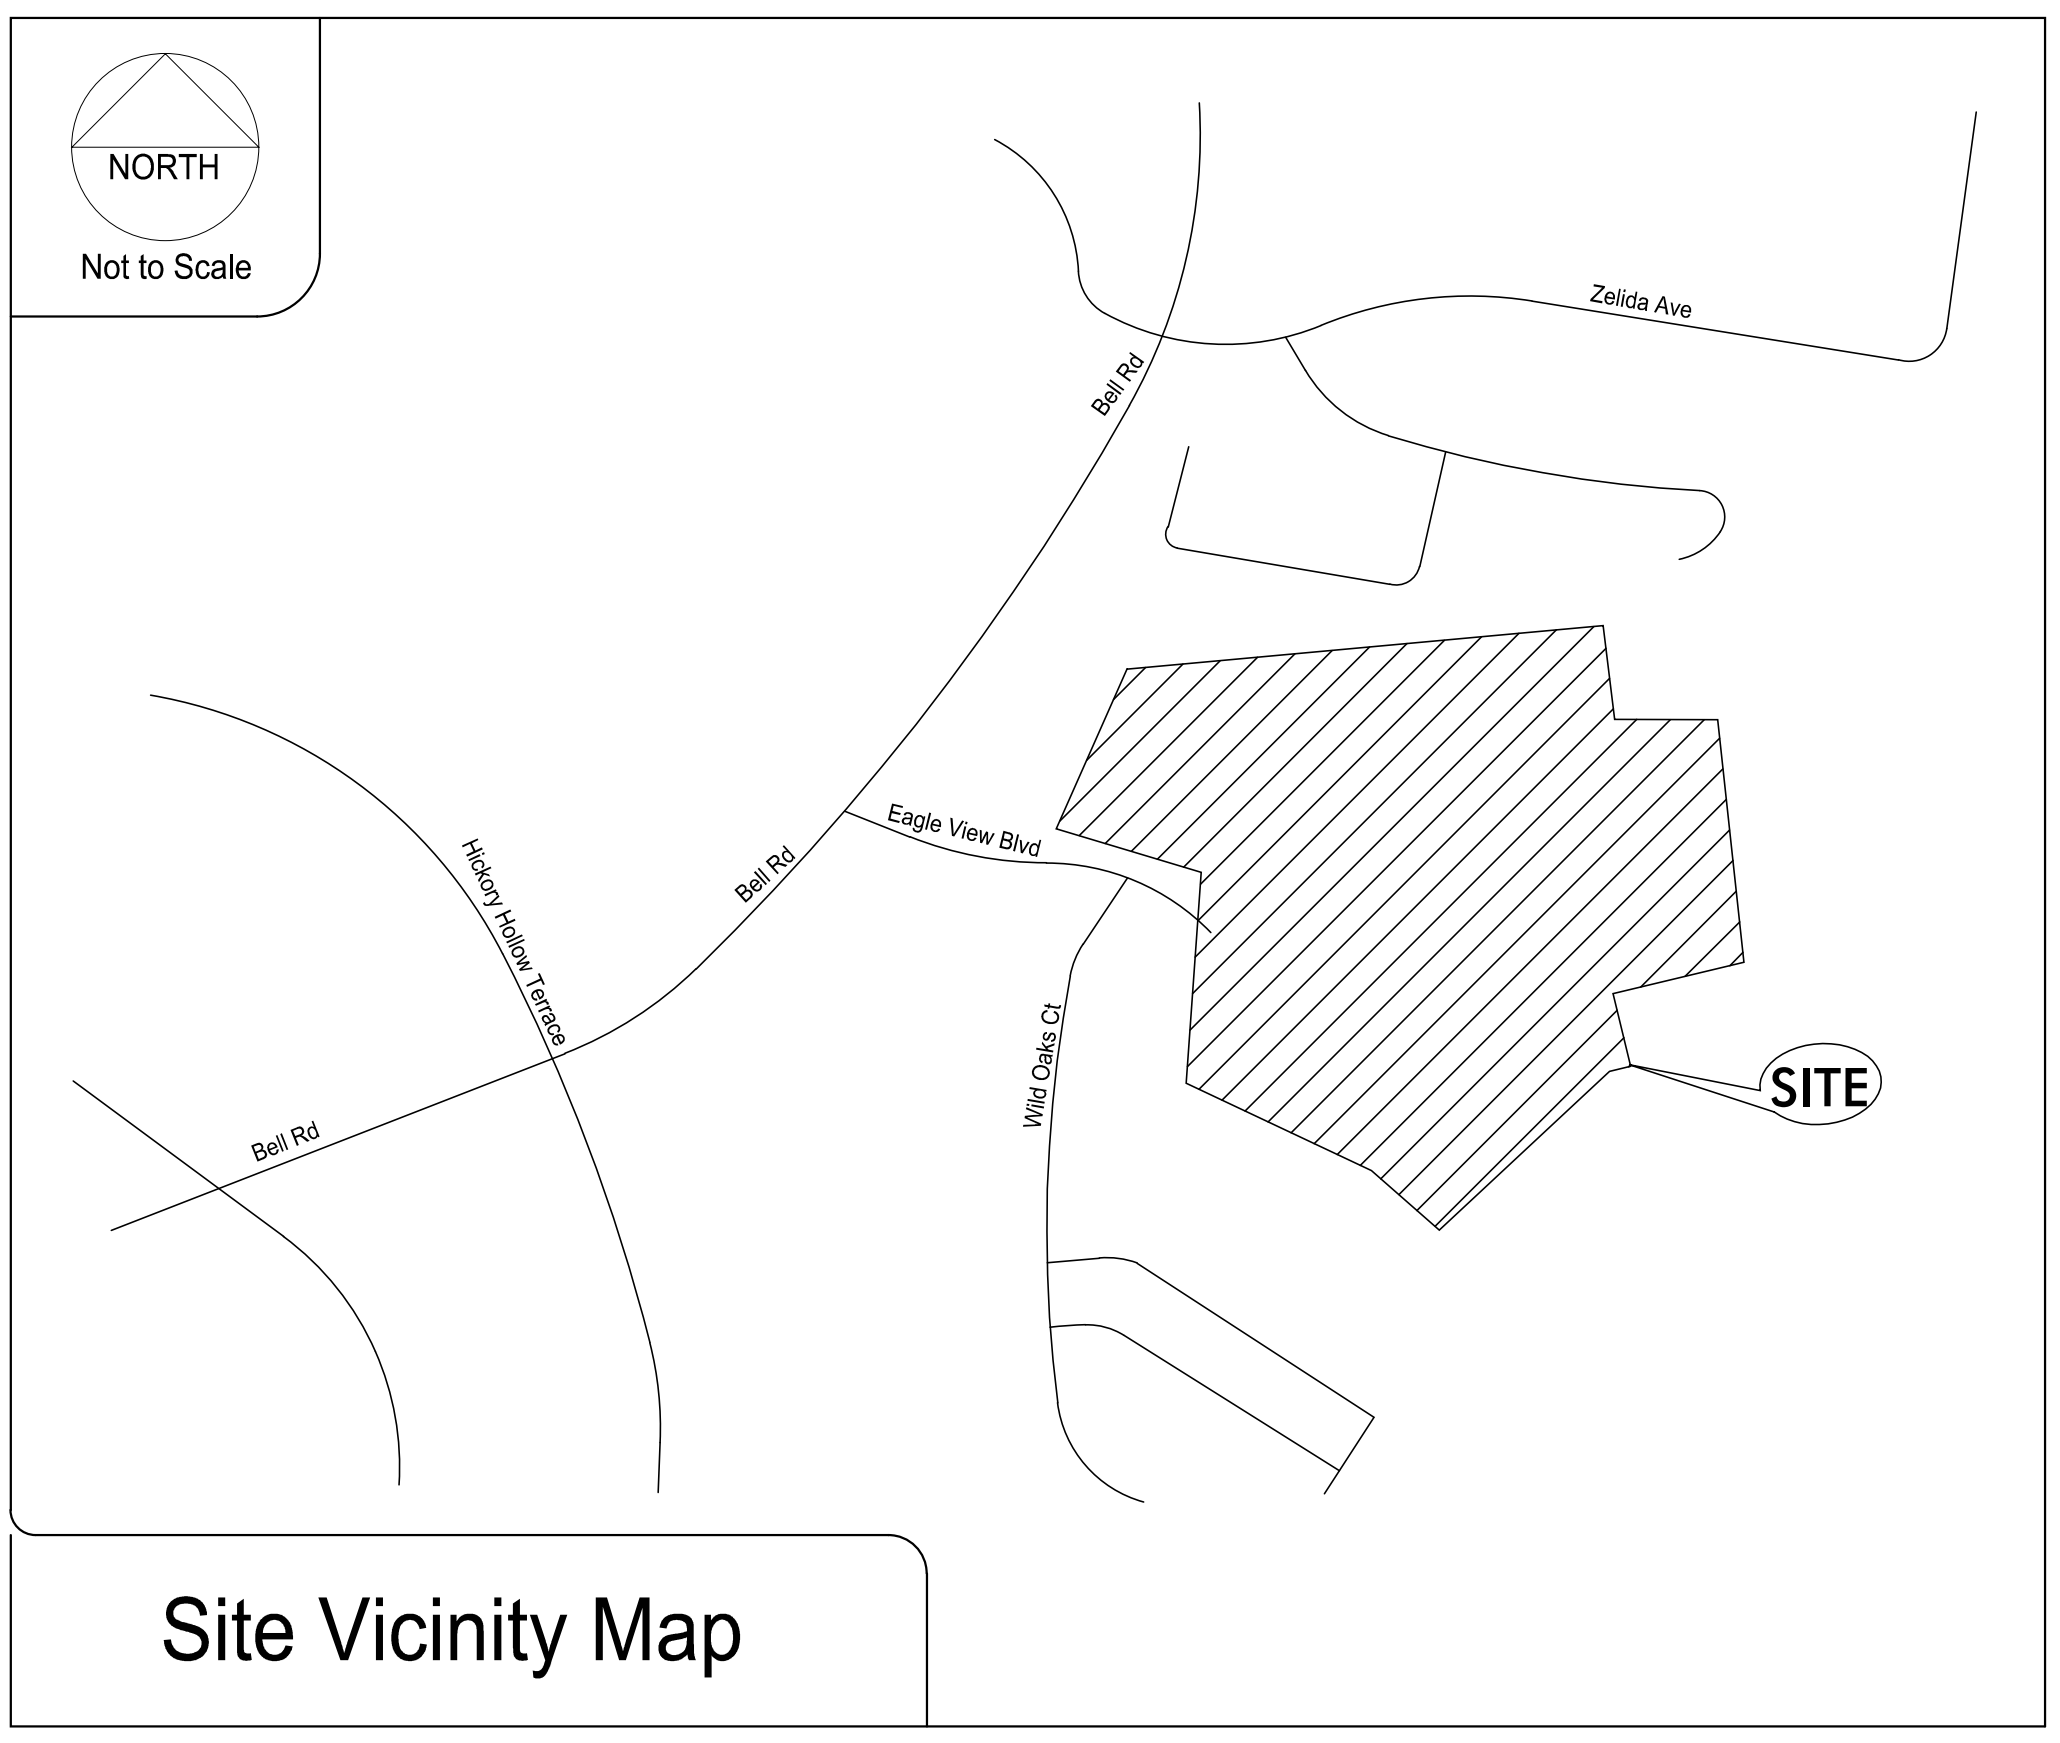 NORTH
Not to Scale
Zelida Ave
Bell Rd
Eagle View Blvd
Bell Rd
Hickory Hollow Terrace
Wild Oaks Ct
SITE
Bell Rd
Site Vicinity Map